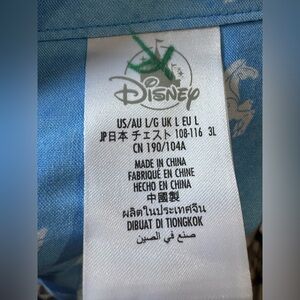 Disney
US/AU L/G UK L EU L
JP日本 チェスト 108-116 3L
CN 190/104A
MADE IN CHINA
FABRIQUÉ EN CHINE
HECHO EN CHINA
中國製
ผลิตในประเทศจีน
DIBUAT DI TIONGKOK
صنع في الصين